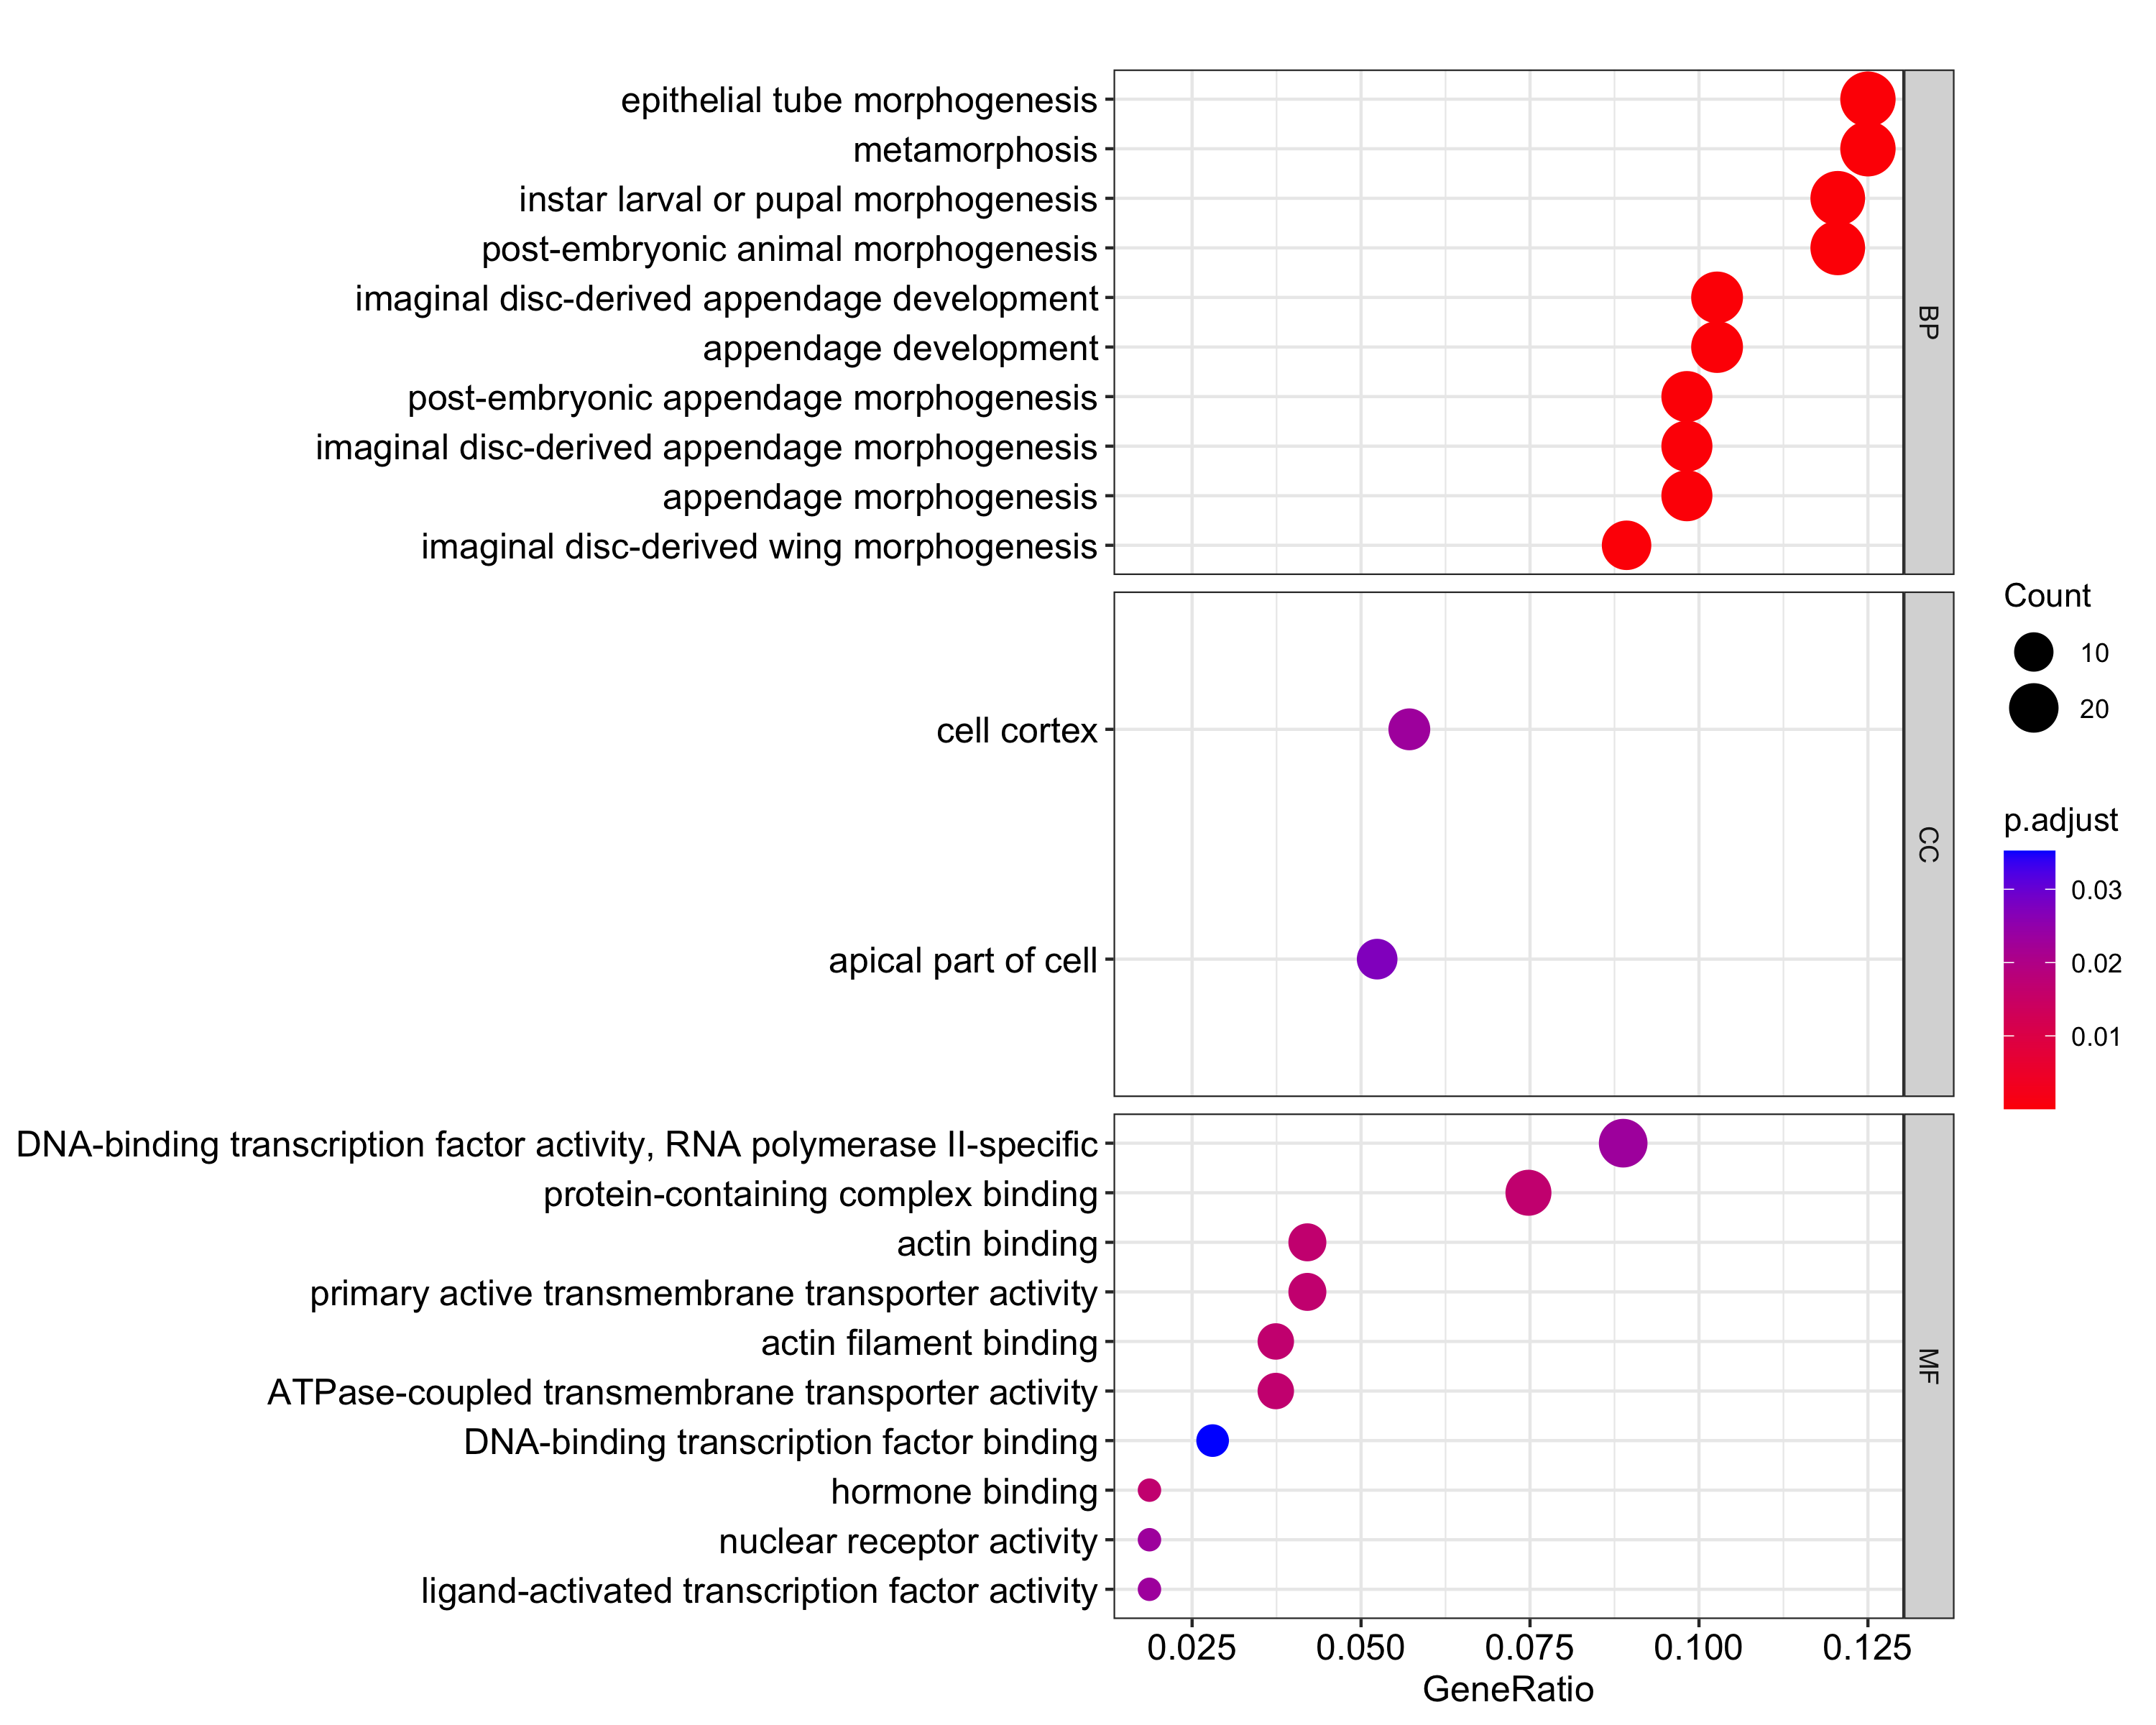 epithelial tube morphogenesis
metamorphosis
instar larval or pupal morphogenesis
post-embryonic animal morphogenesis
imaginal disc-derived appendage development
appendage development
post-embryonic appendage morphogenesis
imaginal disc-derived appendage morphogenesis
appendage morphogenesis
imaginal disc-derived wing morphogenesis
BP
cell cortex
apical part of cell
CC
DNA-binding transcription factor activity, RNA polymerase II-specific
protein-containing complex binding
actin binding
primary active transmembrane transporter activity
actin filament binding
ATPase-coupled transmembrane transporter activity
DNA-binding transcription factor binding
hormone binding
nuclear receptor activity
ligand-activated transcription factor activity
MF
0.025 0.050 0.075 0.100 0.125
GeneRatio
Count
10
20
p.adjust
0.03
0.02
0.01